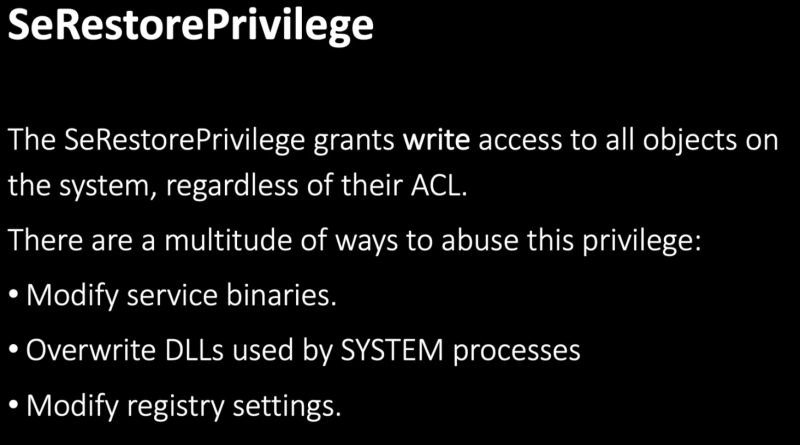 SeRestorePrivilege
The SeRestorePrivilege grants write access to all objects on
the system, regardless of their ACL.
There are a multitude of ways to abuse this privilege:
• Modify service binaries.
• Overwrite DLLs used by SYSTEM processes
• Modify registry settings.